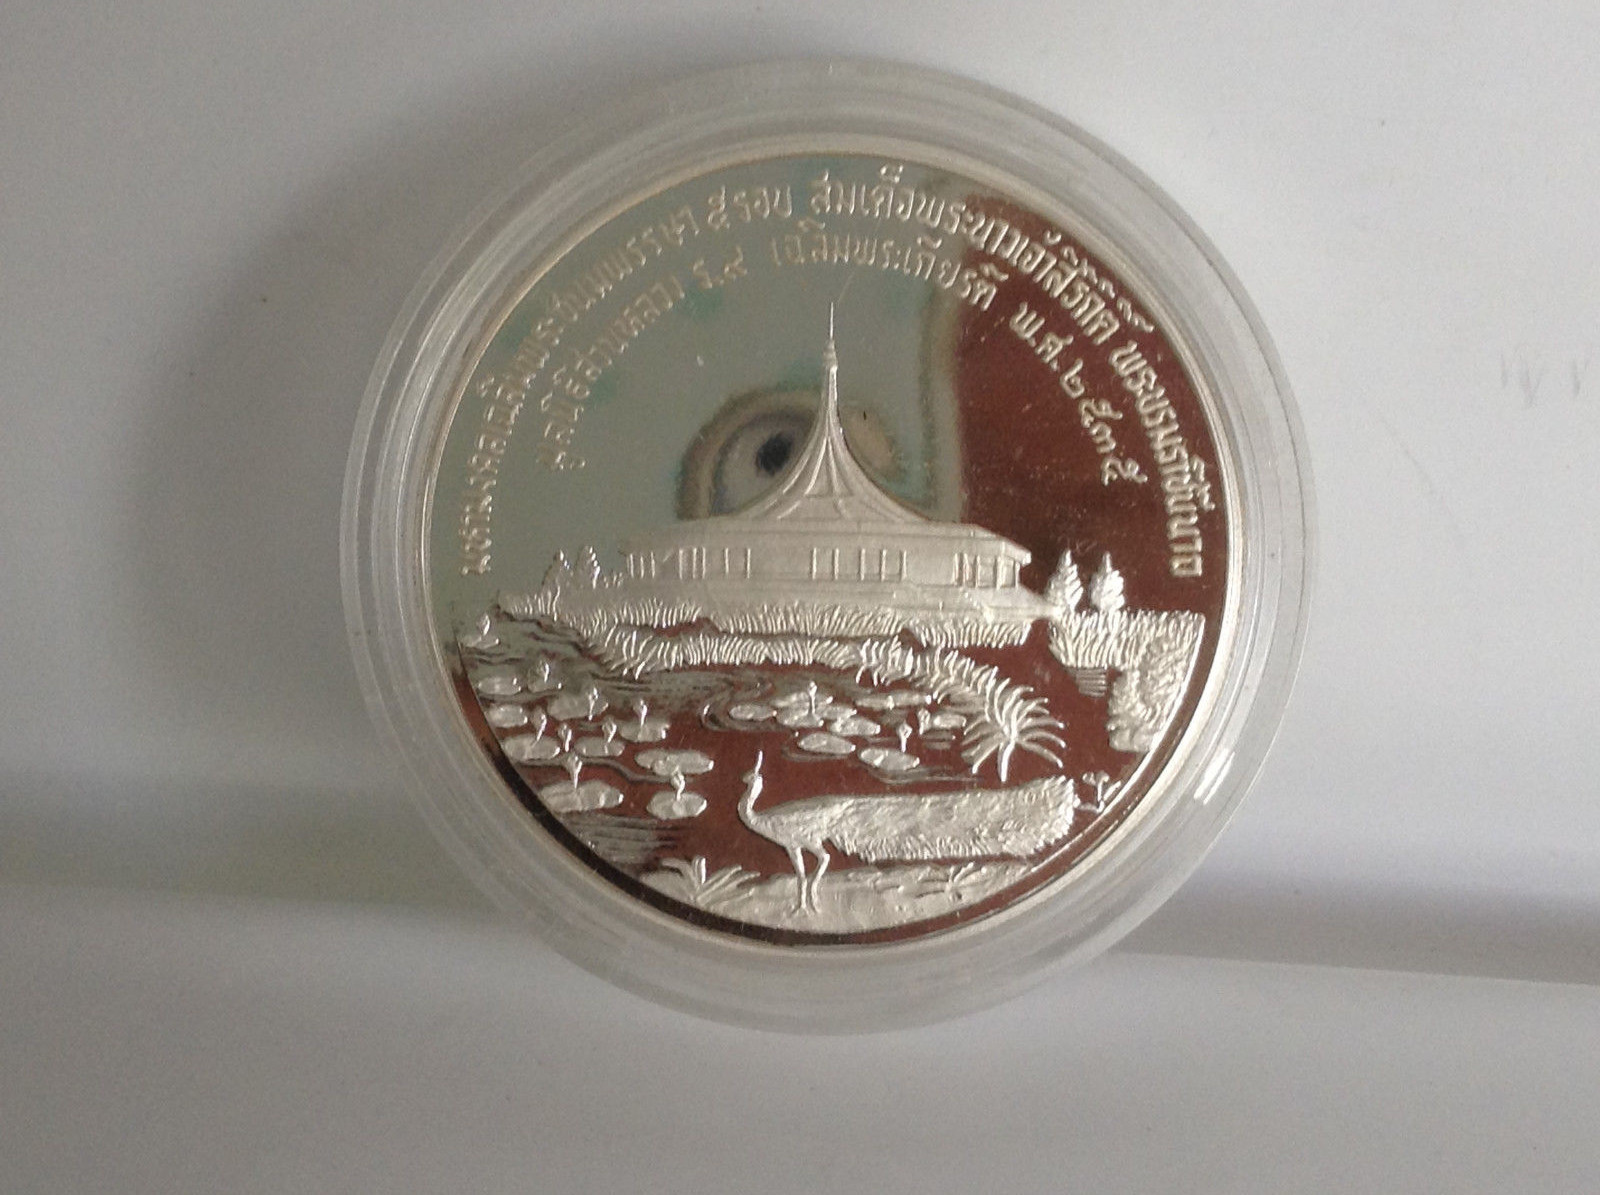 มหามงคลเฉลิมพระชนมพรรษา ๕ รอบ สมเด็จพระนางเจ้าสิริกิติ์ พระบรมราชินีนาถ
มูลนิธิสวนหลวง ร.๙ เฉลิมพระเกียรติ พ.ศ.๒๕๓๕